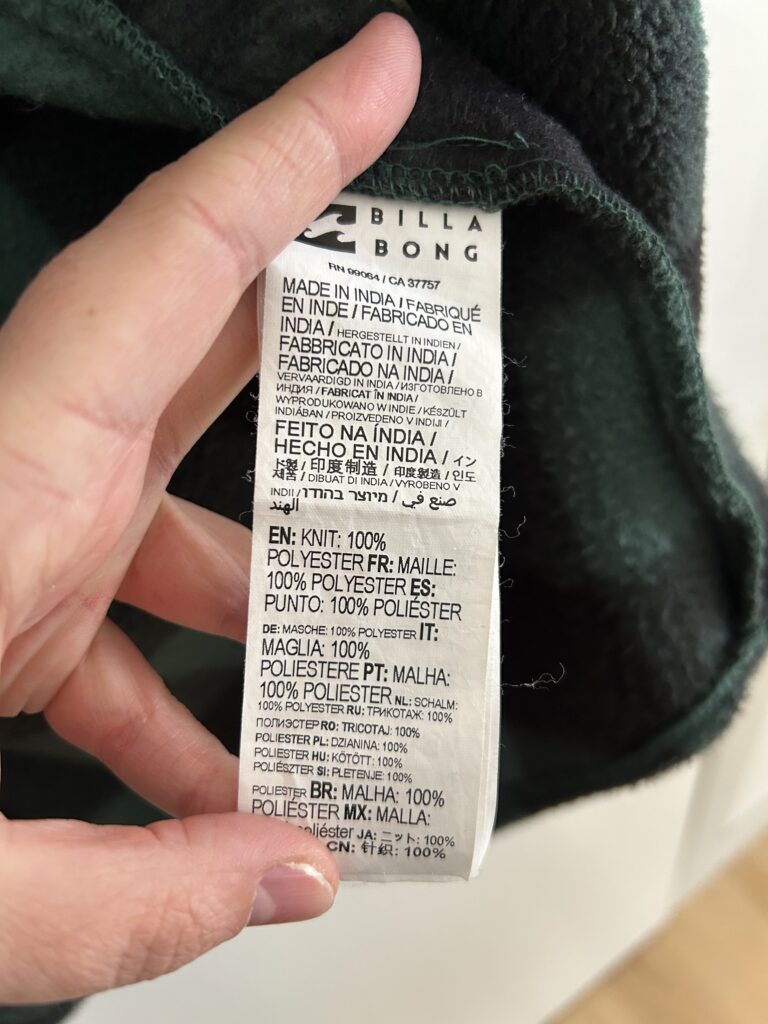 BILLA
BONG
RN 99064 / CA 37757
MADE IN INDIA / FABRIQUÉ
EN INDE / FABRICADO EN
INDIA / HERGESTELLT IN INDIEN /
FABBRICATO IN INDIA /
FABRICADO NA INDIA /
VERVAARDIGD IN INDIA / ИЗГОТОВЛЕНО В
ИНДИЯ / FABRICAT ÎN INDIA /
WYPRODUKOWANO W INDIE / KÉSZÜLT
INDIÁBAN / PROIZVEDENO V INDIJI /
FEITO NA ÍNDIA /
HECHO EN INDIA / イン
ド製 / 印度制造 / 印度製造 / 인도
제품 / DIBUAT DI INDIA / VYROBENO V
INDII / מיוצר בהודו / صنع في
الهند
EN: KNIT: 100%
POLYESTER FR: MAILLE:
100% POLYESTER ES:
PUNTO: 100% POLIÉSTER
DE: MASCHE: 100% POLYESTER IT:
MAGLIA: 100%
POLIESTERE PT: MALHA:
100% POLIÉSTER NL: SCHALM:
100% POLYESTER RU: ТРИКОТАЖ: 100%
ПОЛИЭСТЕР RO: TRICOTAJ: 100%
POLIESTER PL: DZIANINA: 100%
POLIESTER HU: KÖTÖTT: 100%
POLIÉSZTER SI: PLETENJE: 100%
POLIESTER BR: MALHA: 100%
POLIÉSTER MX: MALLA:
JA: ニット: 100%
CN: 针织: 100%